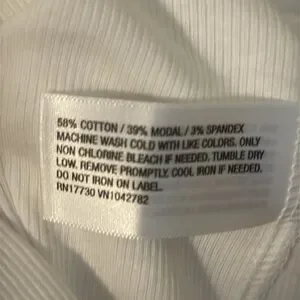 58% COTTON / 39% MODAL / 3% SPANDEX
MACHINE WASH COLD WITH LIKE COLORS. ONLY
NON CHLORINE BLEACH IF NEEDED. TUMBLE DRY
LOW. REMOVE PROMPTLY. COOL IRON IF NEEDED.
DO NOT IRON ON LABEL.
RN17730 VN1042782